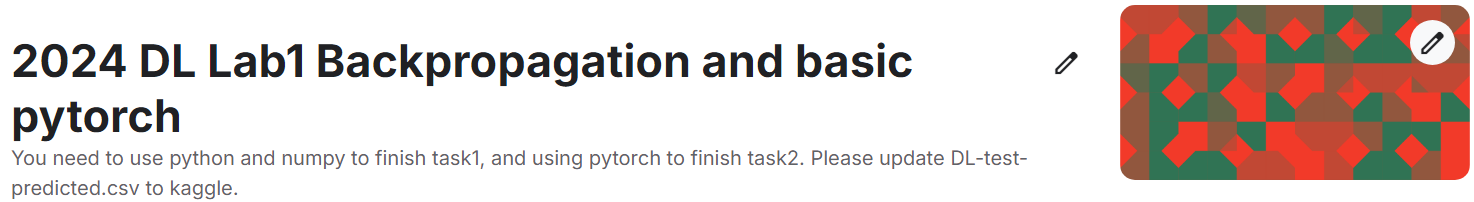 2024 DL Lab1 Backpropagation and basic
pytorch
You need to use python and numpy to finish task1, and using pytorch to finish task2. Please update DL-test-
predicted.csv to kaggle.